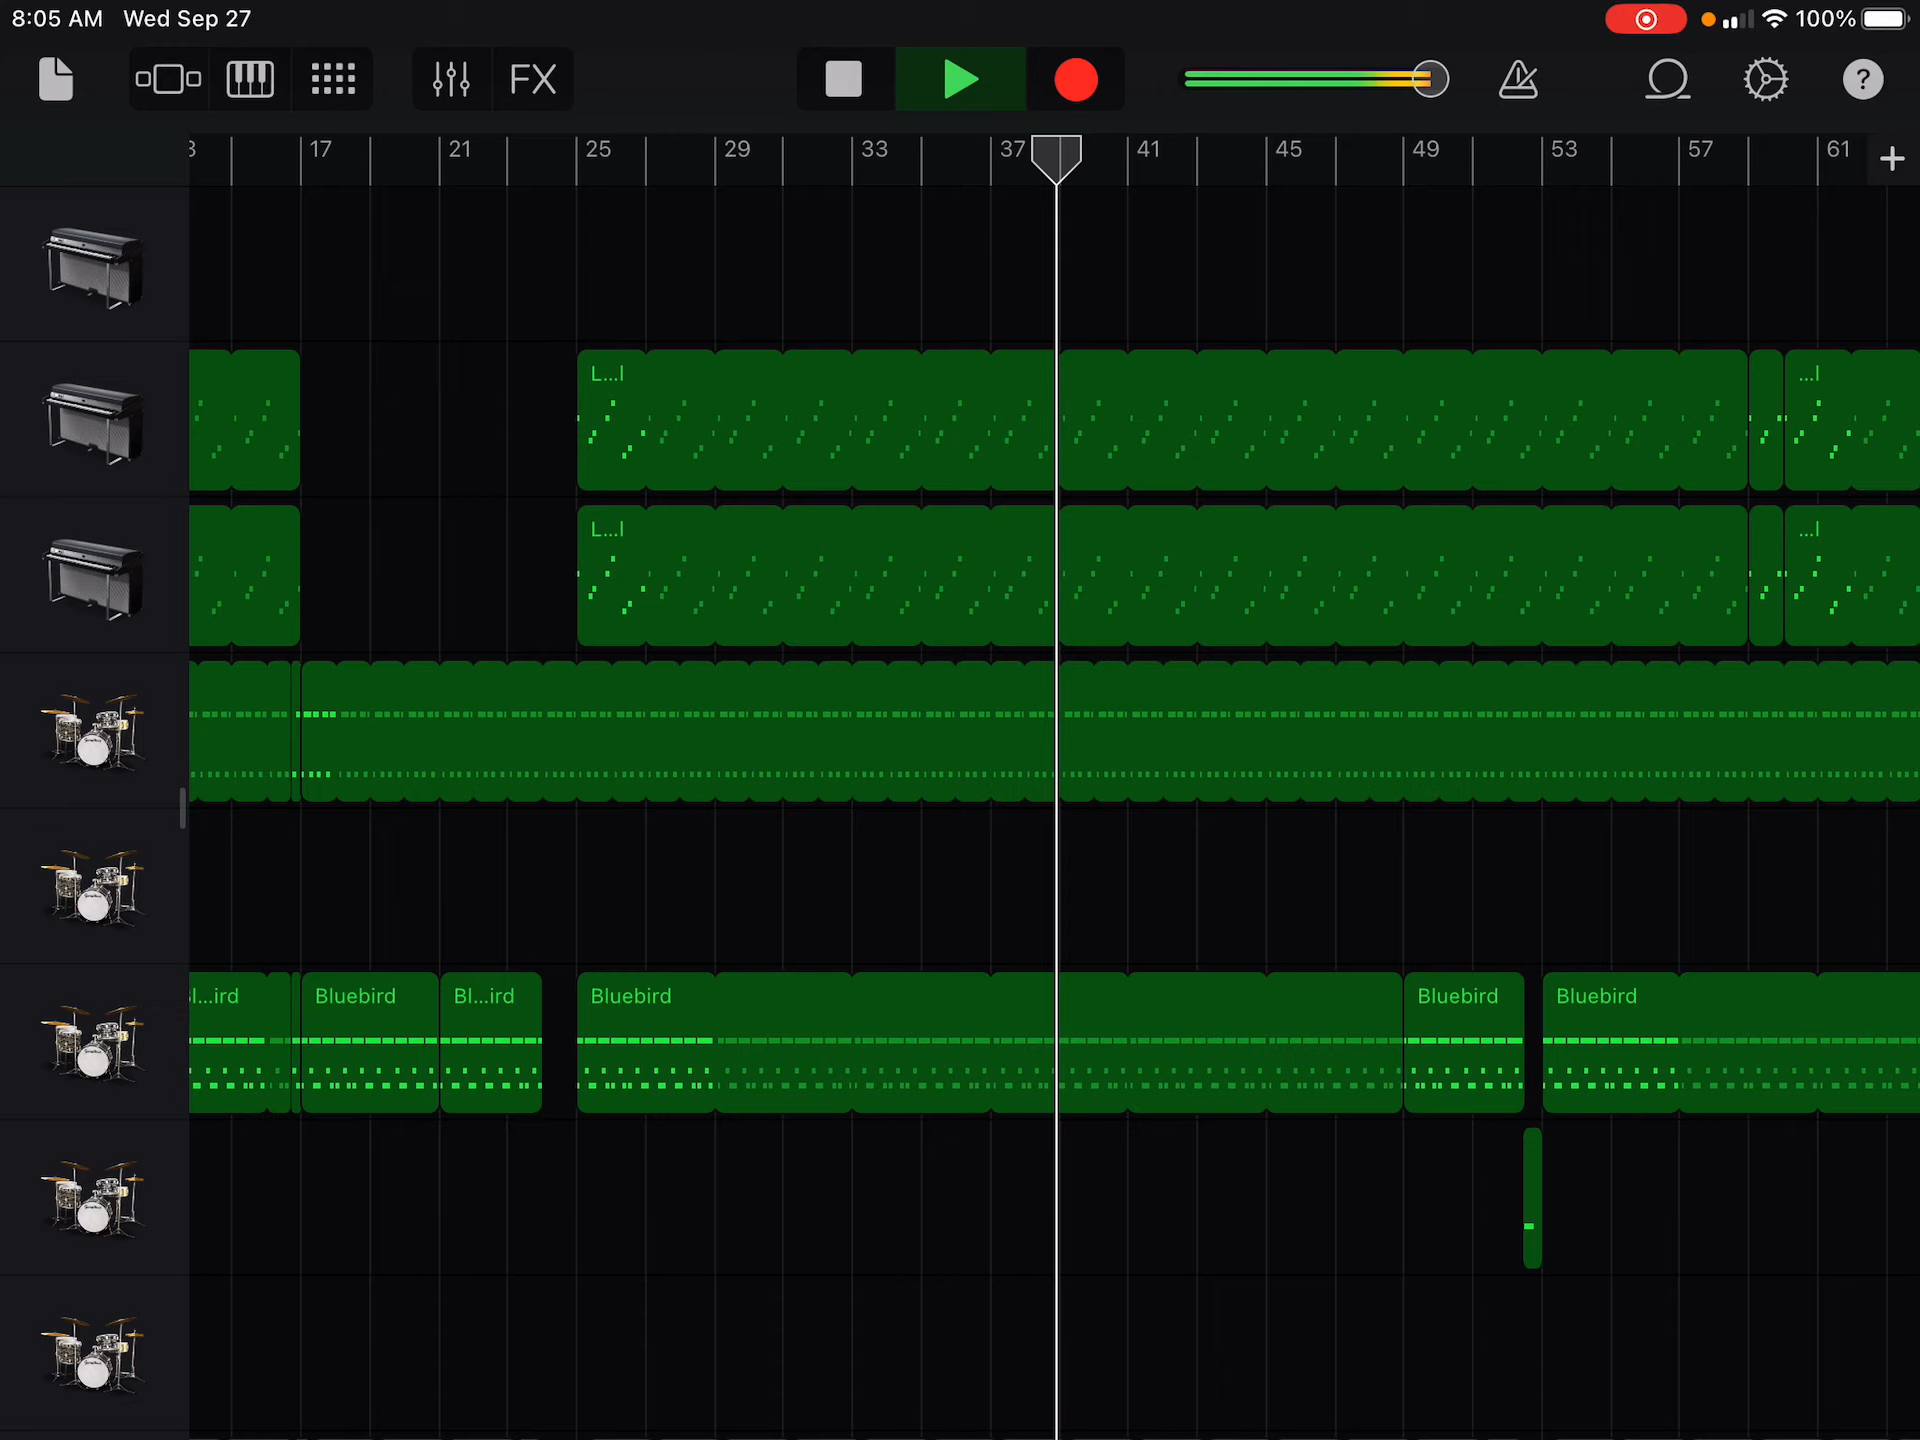 8:05 AM Wed Sep 27
100%
FX
?
3 17 21 25 29 33 37 41 45 49 53 57 61 +
L...l ...l
L...l ...l
l...ird Bluebird Bl...ird Bluebird Bluebird Bluebird